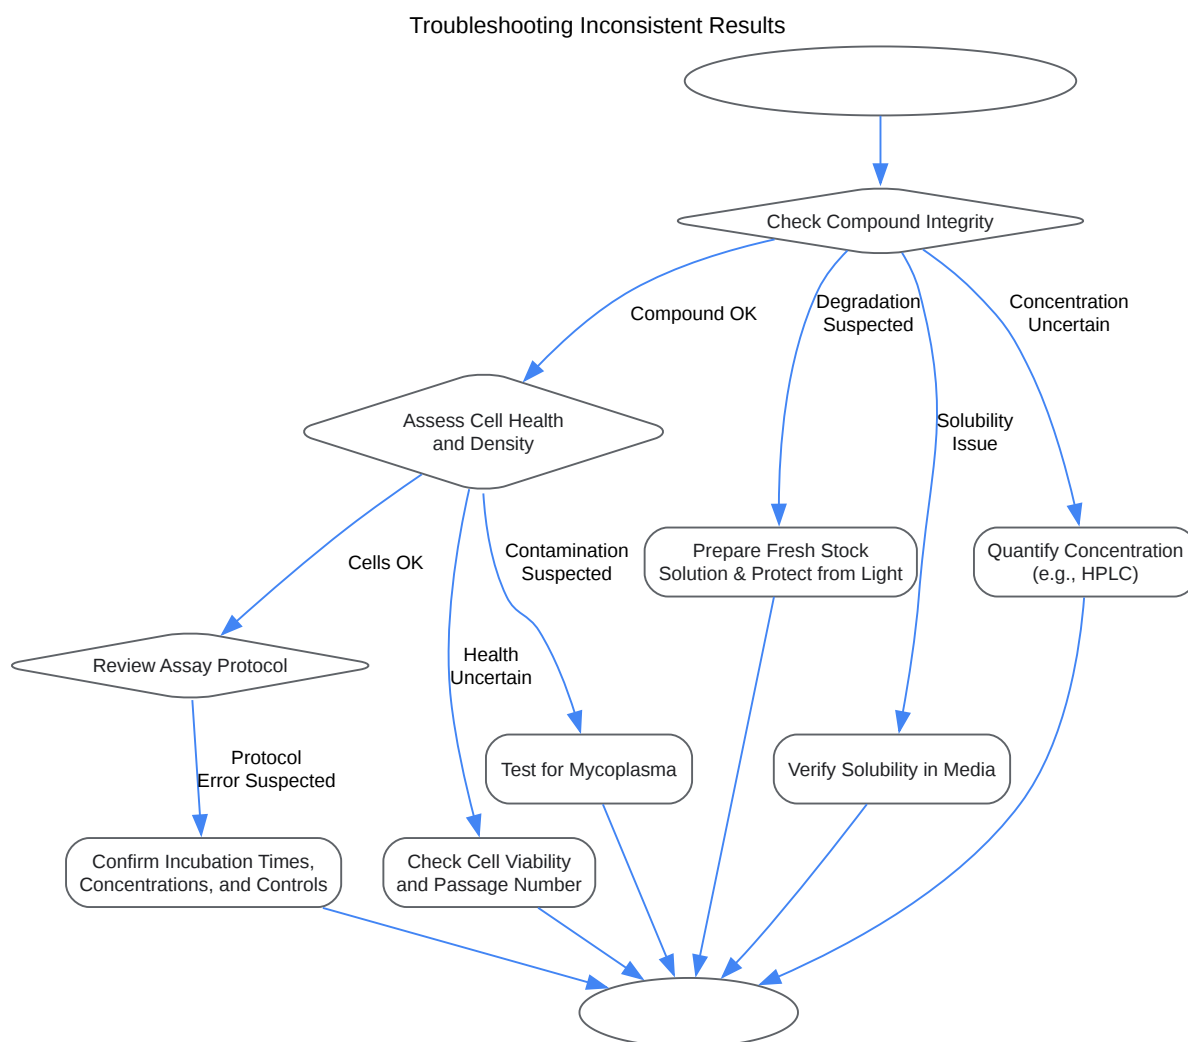 Troubleshooting Inconsistent Results
Check Compound Integrity
Compound OK
Degradation
Suspected
Concentration
Uncertain
Solubility
Issue
Assess Cell Health
and Density
Cells OK
Contamination
Suspected
Health
Uncertain
Prepare Fresh Stock
Solution & Protect from Light
Quantify Concentration
(e.g., HPLC)
Review Assay Protocol
Protocol
Error Suspected
Test for Mycoplasma
Verify Solubility in Media
Confirm Incubation Times,
Concentrations, and Controls
Check Cell Viability
and Passage Number